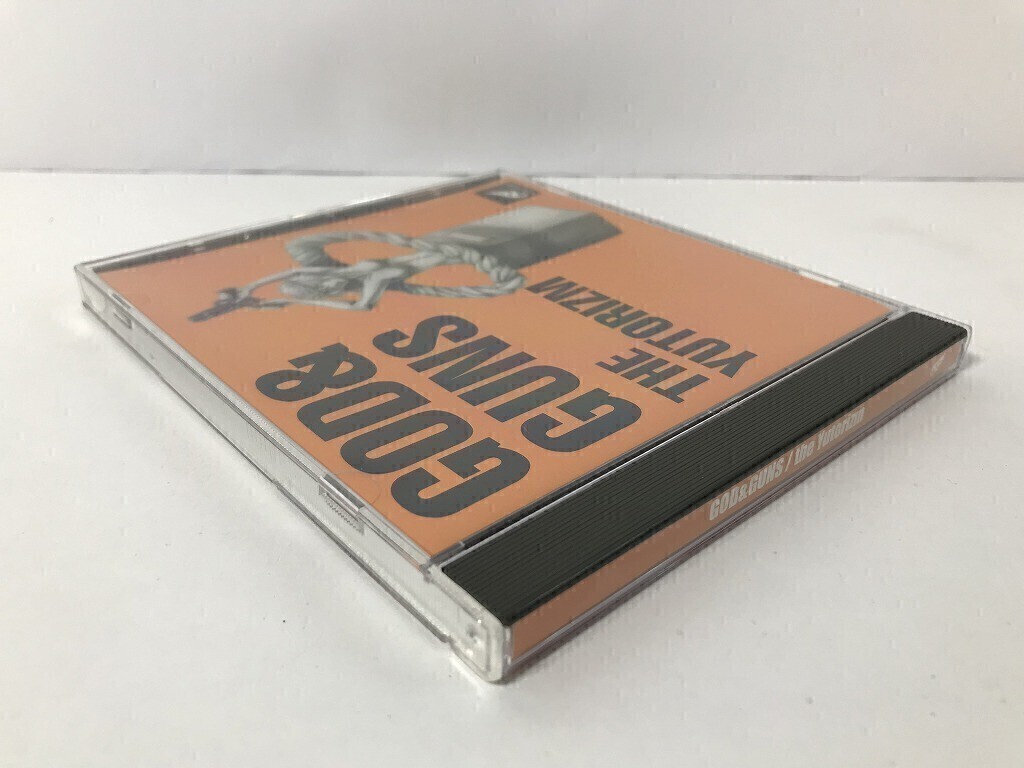 GOD&
GUNS
THE
YUTORIZM
GOD&GUNS / the Yutorizm